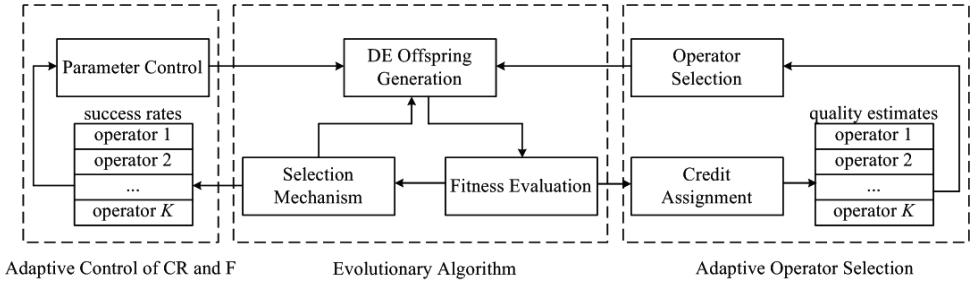 Parameter Control
success rates
operator 1
operator 2
...
operator K
Adaptive Control of CR and F
DE Offspring
Generation
Selection
Mechanism
Fitness Evaluation
Evolutionary Algorithm
Operator
Selection
Credit
Assignment
quality estimates
operator 1
operator 2
...
operator K
Adaptive Operator Selection